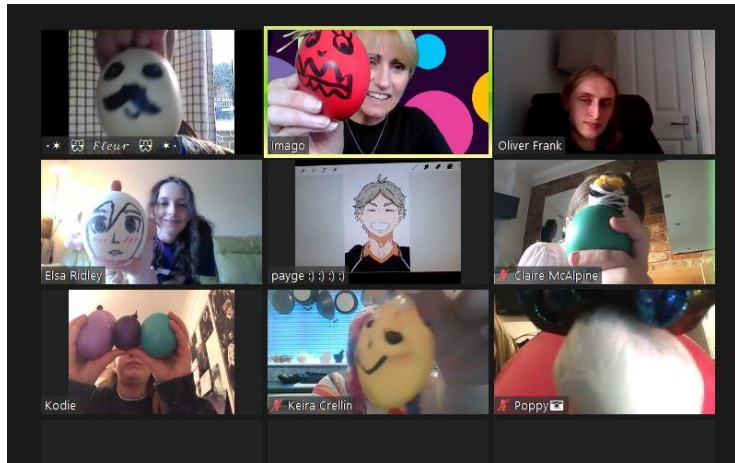 ·✶ 🐯 𝓕𝓵𝓮𝓾𝓻 🐯 ✶·
Imago
Oliver Frank
Elsa Ridley
payge :) :) :) :)
Claire McAlpine
Kodie
Keira Crellin
Poppy📷